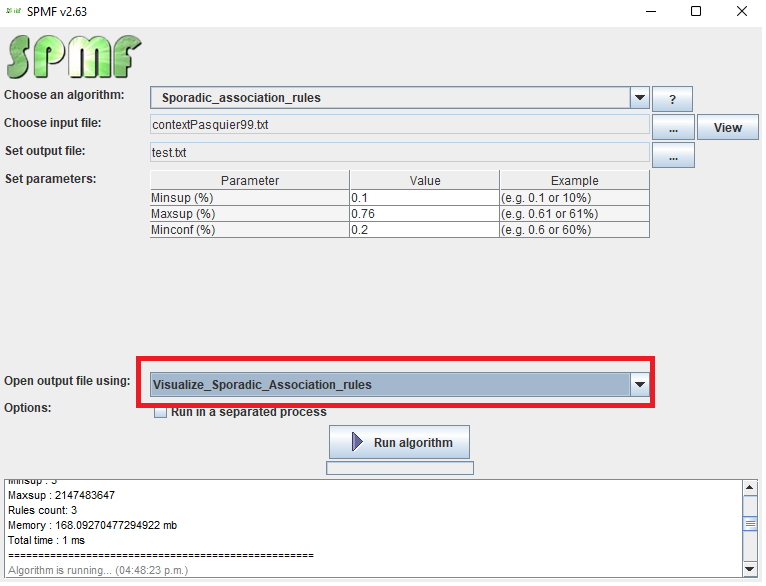 SPMF v2.63
SPMF
Choose an algorithm: Sporadic_association_rules ?
Choose input file: contextPasquier99.txt ... View
Set output file: test.txt ...
Set parameters: Parameter Value Example
Minsup (%) 0.1 (e.g. 0.1 or 10%)
Maxsup (%) 0.76 (e.g. 0.61 or 61%)
Minconf (%) 0.2 (e.g. 0.6 or 60%)
Open output file using: Visualize_Sporadic_Association_rules
Options: Run in a separated process
Run algorithm
Minsup :
Maxsup : 2147483647
Rules count: 3
Memory : 168.09270477294922 mb
Total time : 1 ms
====================================================
Algorithm is running... (04:48:23 p.m.)